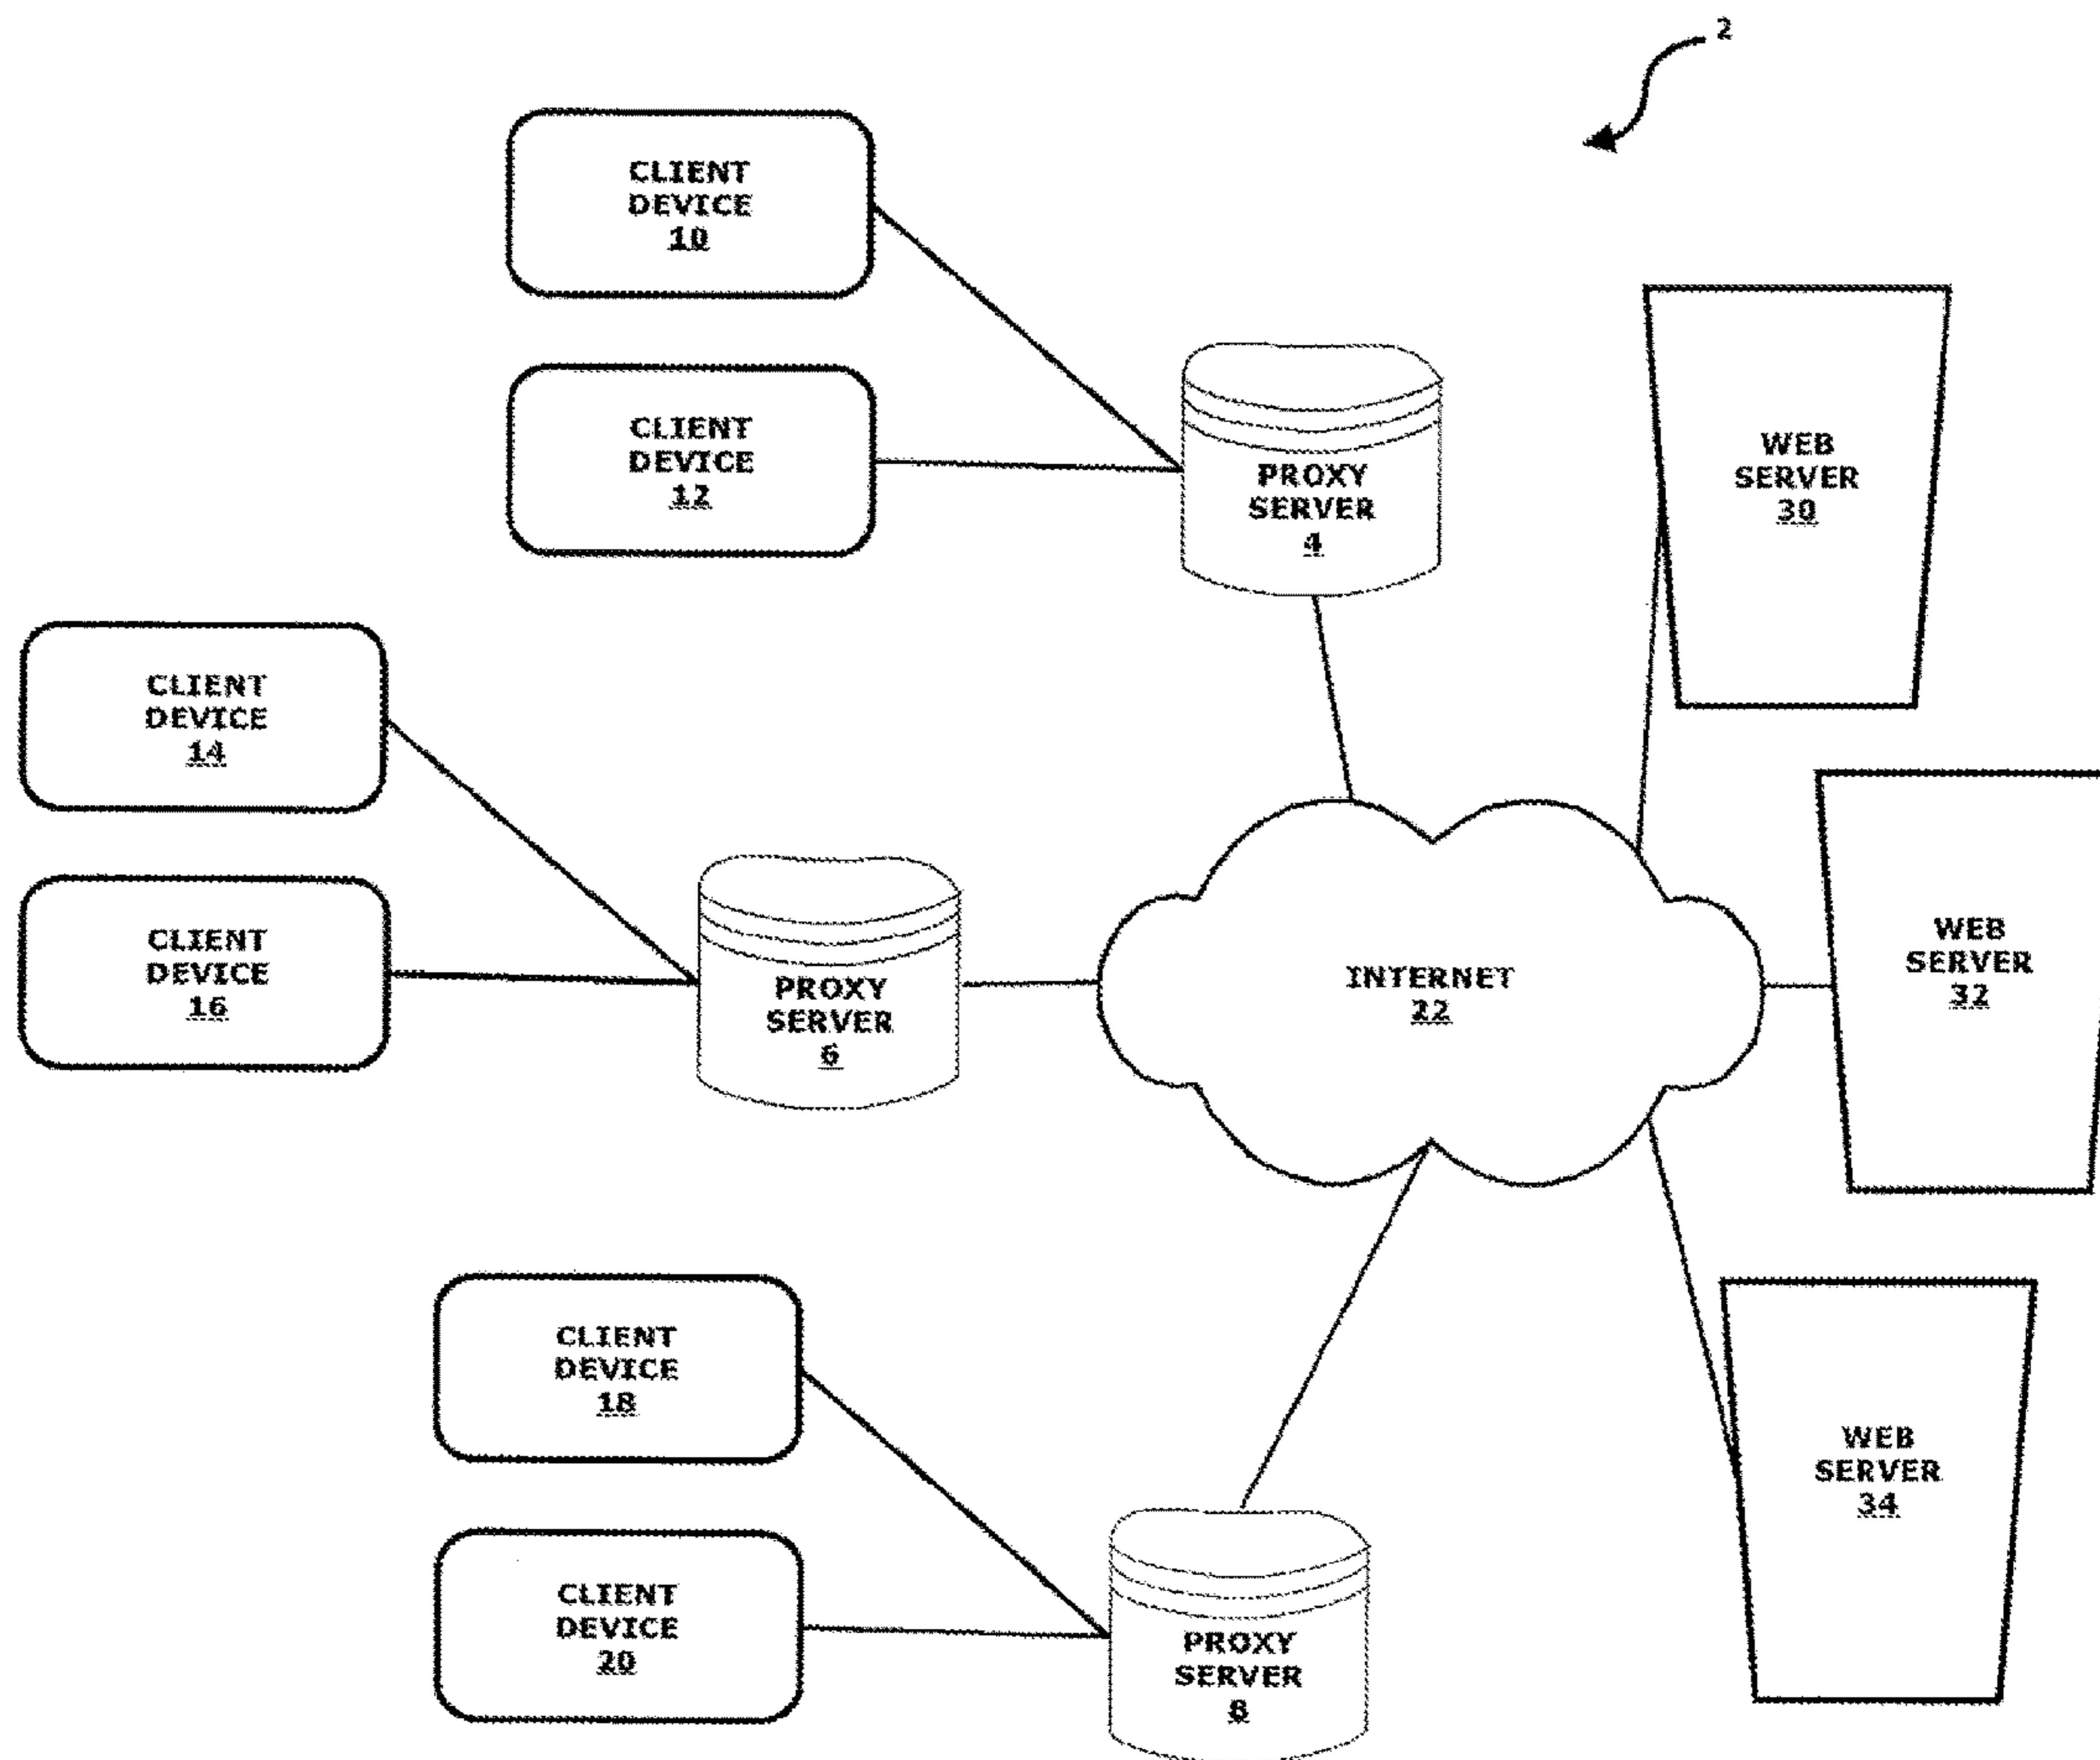 2
CLIENT
DEVICE
10
CLIENT
DEVICE
12
PROXY
SERVER
4
WEB
SERVER
30
CLIENT
DEVICE
14
CLIENT
DEVICE
16
PROXY
SERVER
6
INTERNET
22
WEB
SERVER
32
CLIENT
DEVICE
18
CLIENT
DEVICE
20
PROXY
SERVER
8
WEB
SERVER
34